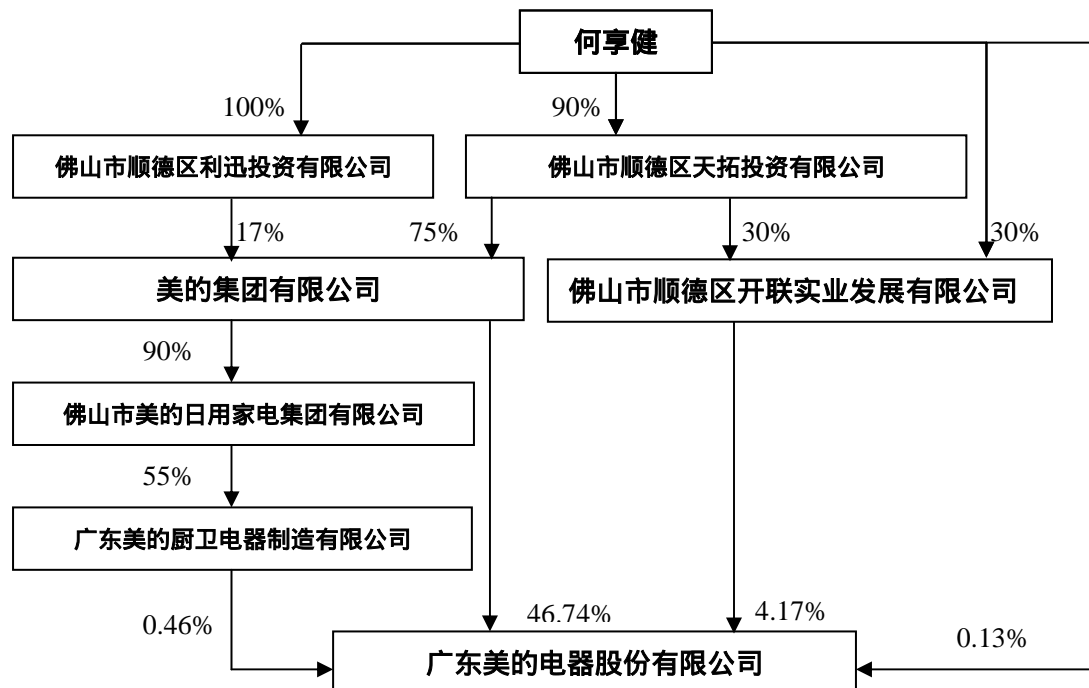 何享健
100%
90%
佛山市顺德区利迅投资有限公司
佛山市顺德区天拓投资有限公司
17%
75%
30%
30%
美的集团有限公司
佛山市顺德区开联实业发展有限公司
90%
佛山市美的日用家电集团有限公司
55%
广东美的厨卫电器制造有限公司
0.46%
46.74%
4.17%
0.13%
广东美的电器股份有限公司